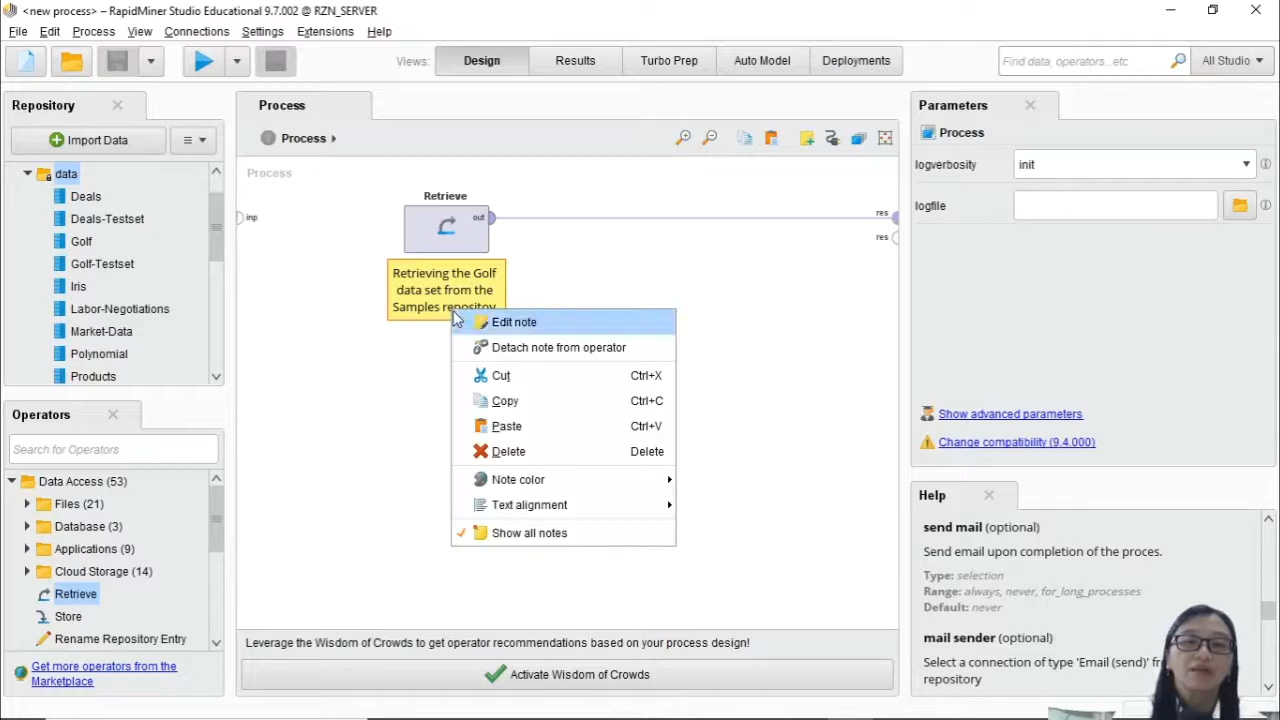 <new process> – RapidMiner Studio Educational 9.7.002 @ RZN_SERVER
File Edit Process View Connections Settings Extensions Help
Views: Design Results Turbo Prep Auto Model Deployments Find data, operators...etc All Studio
Repository
Import Data
data
Deals
Deals-Testset
Golf
Golf-Testset
Iris
Labor-Negotiations
Market-Data
Polynomial
Products
Operators
Search for Operators
Data Access (53)
Files (21)
Database (3)
Applications (9)
Cloud Storage (14)
Retrieve
Store
Rename Repository Entry
Get more operators from the
Marketplace
Process
Process
Process
Retrieve
inp
out
res
res
Retrieving the Golf
data set from the
Samples repositoy
Edit note
Detach note from operator
Cut Ctrl+X
Copy Ctrl+C
Paste Ctrl+V
Delete Delete
Note color
Text alignment
Show all notes
Leverage the Wisdom of Crowds to get operator recommendations based on your process design!
Activate Wisdom of Crowds
Parameters
Process
logverbosity init
logfile
Show advanced parameters
Change compatibility (9.4.000)
Help
send mail (optional)
Send email upon completion of the proces.
Type: selection
Range: always, never, for_long_processes
Default: never
mail sender (optional)
Select a connection of type 'Email (send)'
repository